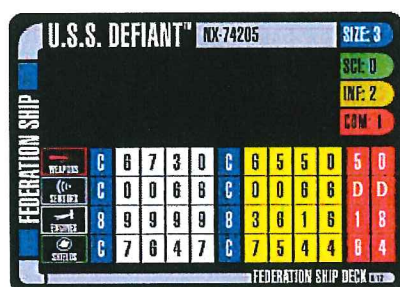 U.S.S. DEFIANT™ NX-74205 SIZE: 3
SCI: 0
INF: 2
COM: 1
FEDERATION SHIP
WEAPONS C 6 7 3 0 C 6 5 5 0 5 0
SENSORS C 0 0 6 6 C 0 0 6 6 D D
ENGINES 8 9 9 9 9 8 3 6 1 6 1 8
SHIELDS C 7 6 4 7 C 7 5 4 4 6 4
FEDERATION SHIP DECK